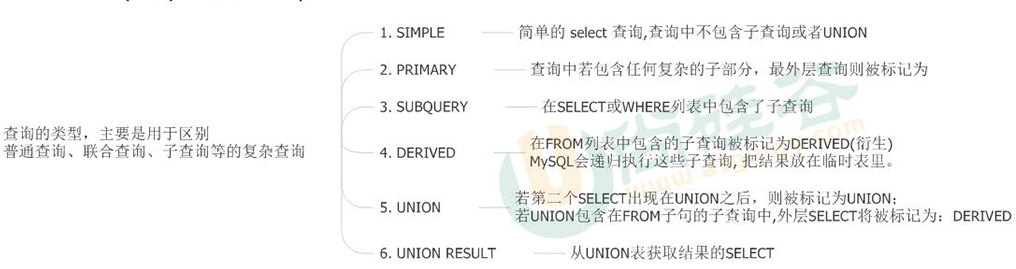 查询的类型，主要是用于区别
普通查询、联合查询、子查询等的复杂查询
1. SIMPLE
简单的 select 查询,查询中不包含子查询或者UNION
2. PRIMARY
查询中若包含任何复杂的子部分，最外层查询则被标记为
3. SUBQUERY
在SELECT或WHERE列表中包含了子查询
4. DERIVED
在FROM列表中包含的子查询被标记为DERIVED(衍生)
MySQL会递归执行这些子查询, 把结果放在临时表里。
5. UNION
若第二个SELECT出现在UNION之后，则被标记为UNION；
若UNION包含在FROM子句的子查询中,外层SELECT将被标记为：DERIVED
6. UNION RESULT
从UNION表获取结果的SELECT
尚硅谷